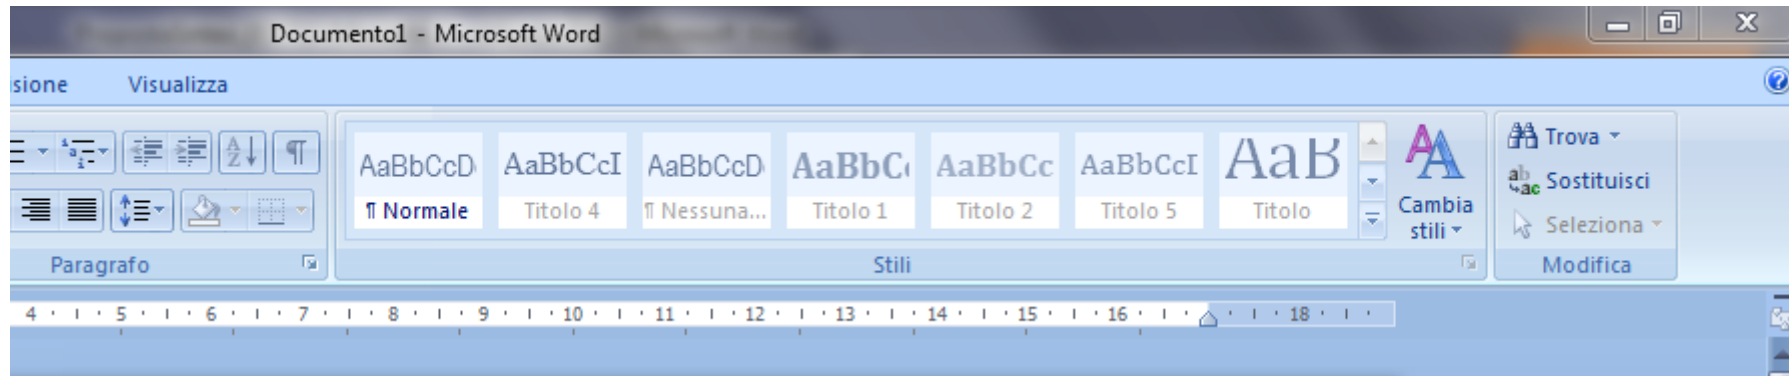 Documento1 - Microsoft Word
sione Visualizza
Trova
AaBbCcD AaBbCcI AaBbCcD AaBbC AaBbCc AaBbCcI AaB
Sostituisci
¶ Normale Titolo 4 ¶ Nessuna... Titolo 1 Titolo 2 Titolo 5 Titolo
Cambia
stili
Seleziona
Paragrafo Stili Modifica
4 5 6 7 8 9 10 11 12 13 14 15 16 18